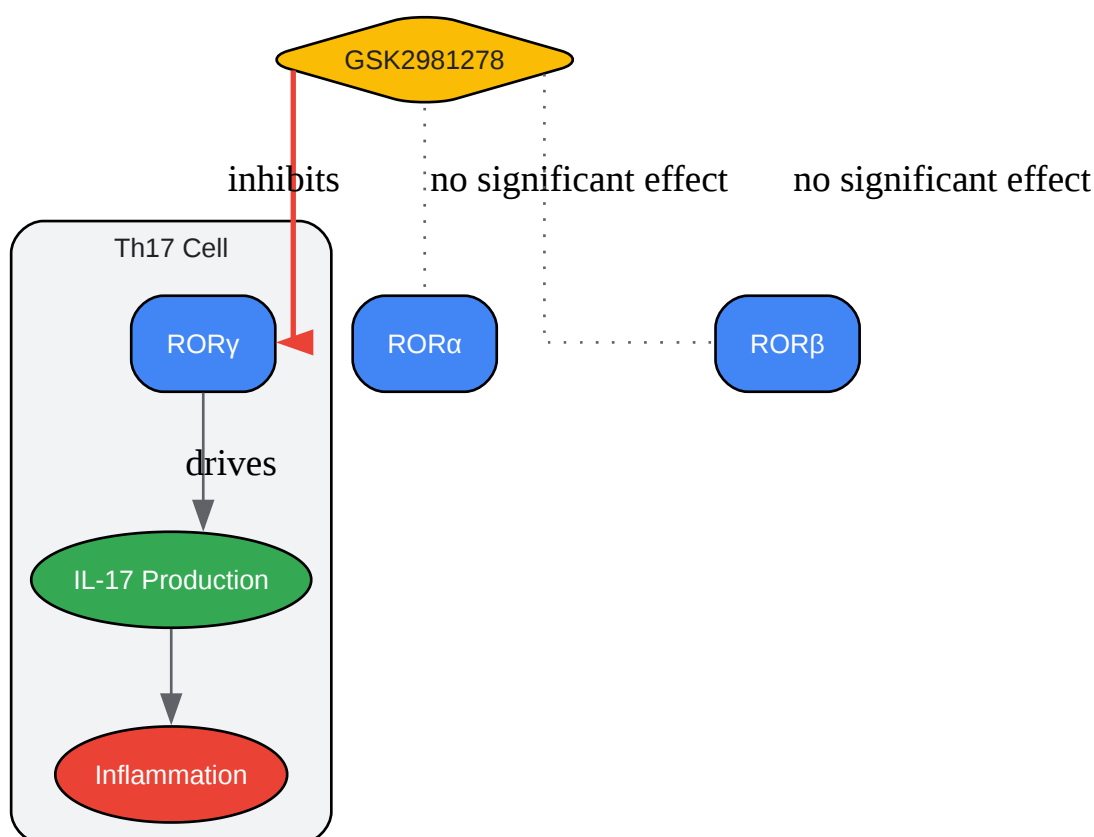 GSK2981278
inhibits
no significant effect
no significant effect
Th17 Cell
RORγ
RORα
RORβ
drives
IL-17 Production
Inflammation